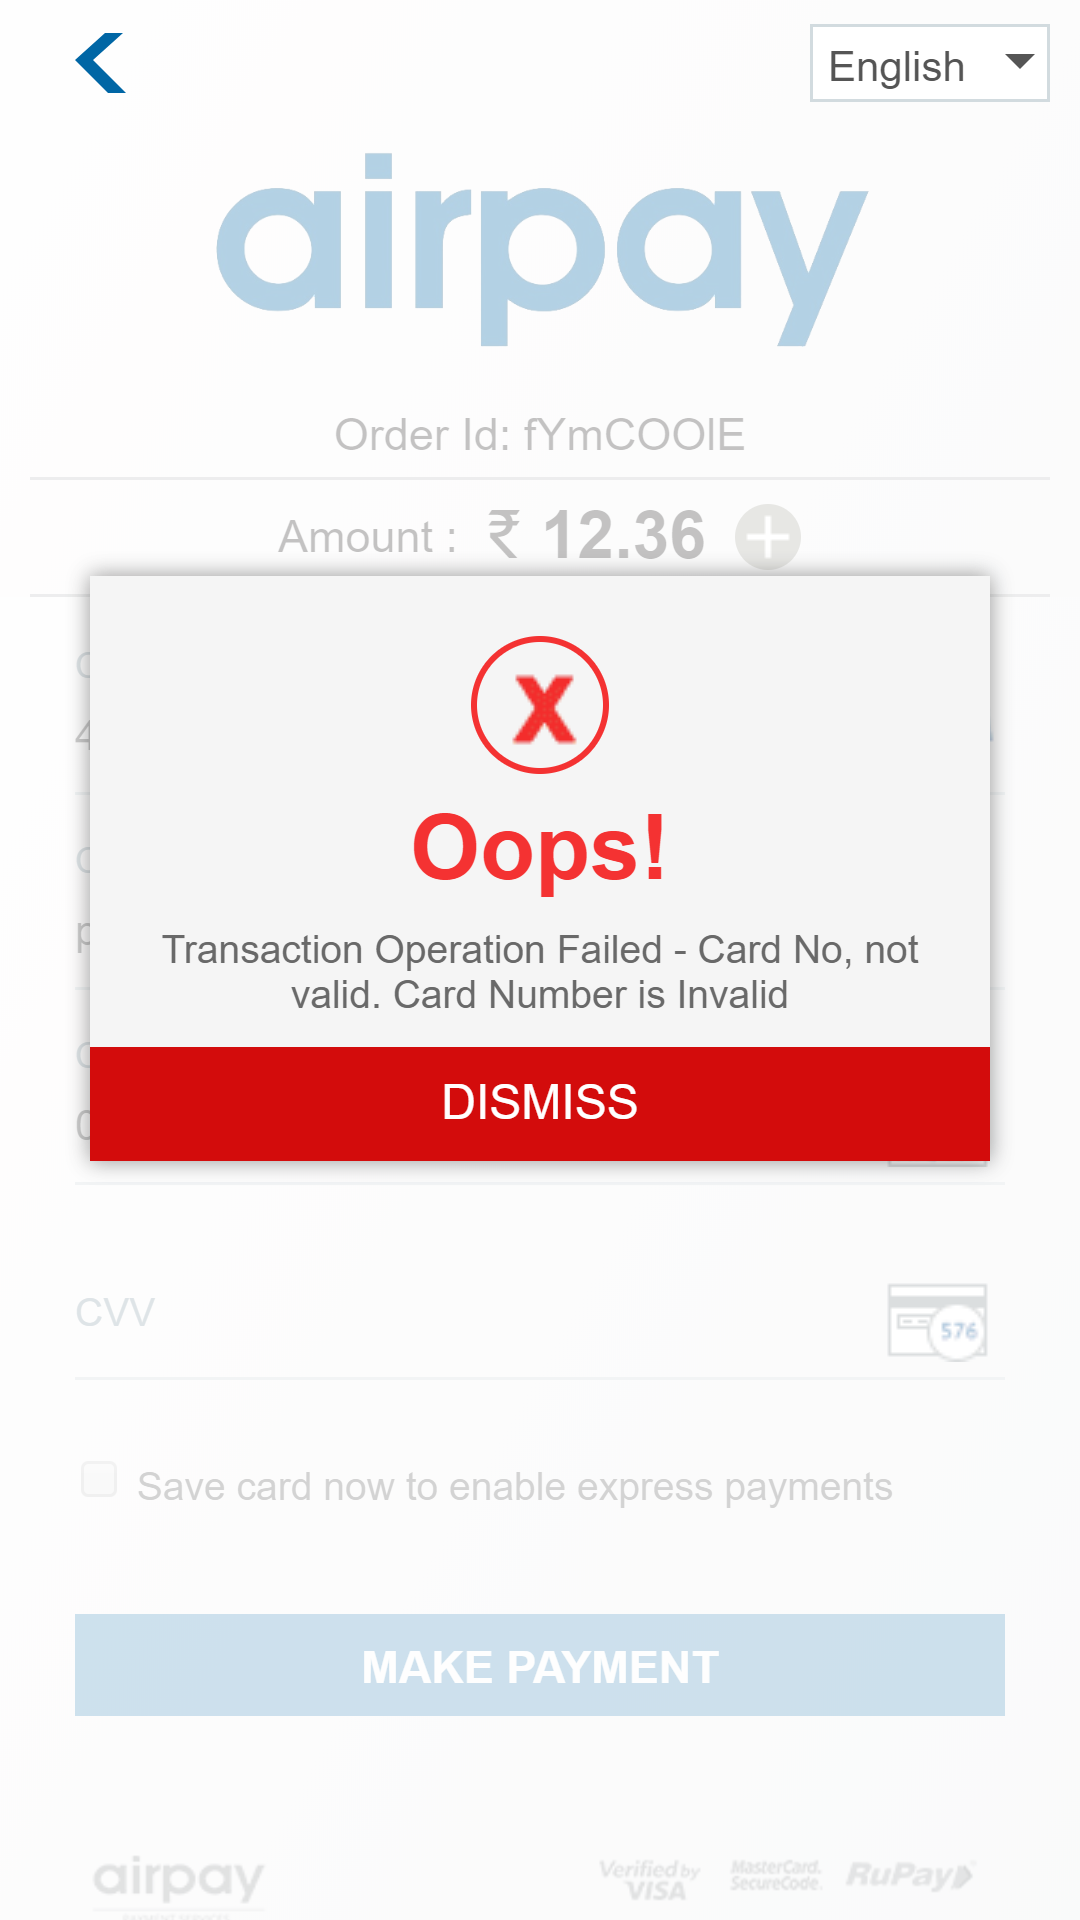 English
airpay
Order Id: fYmCOOlE
Amount : ₹ 12.36
X
Oops!
Transaction Operation Failed - Card No, not
valid. Card Number is Invalid
DISMISS
CVV
576
Save card now to enable express payments
MAKE PAYMENT
airpay
Verified by
VISA
MasterCard.
SecureCode.
RuPay